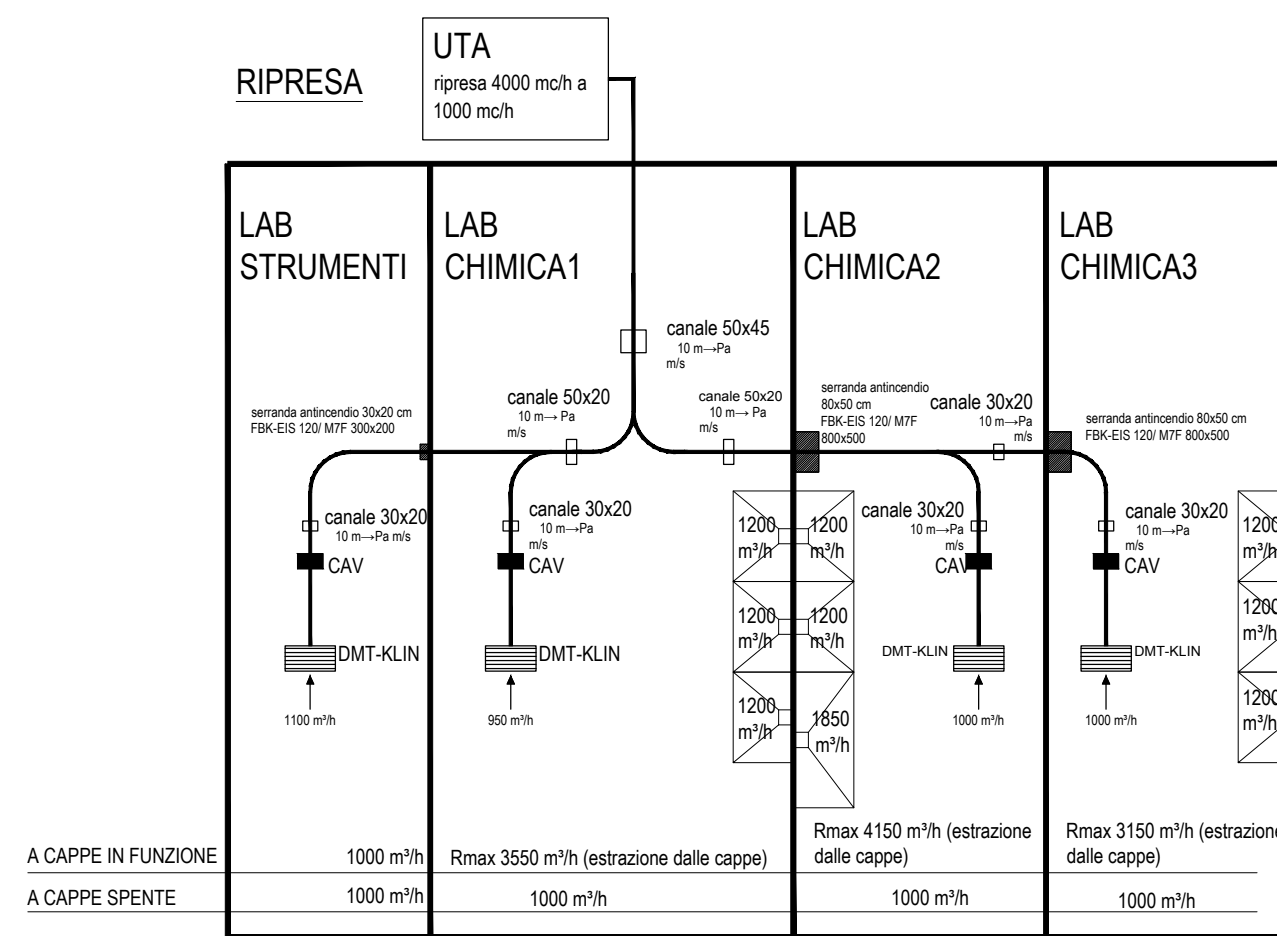 UTA
ripresa 4000 mc/h a
1000 mc/h
RIPRESA
LAB
STRUMENTI
LAB
CHIMICA1
LAB
CHIMICA2
LAB
CHIMICA3
canale 50x45
10 m→Pa
m/s
canale 50x20
10 m→ Pa
m/s
canale 50x20
10 m→ Pa
m/s
serranda antincendio
80x50 cm
FBK-EIS 120/ M7F
800x500
canale 30x20
10 m→Pa
m/s
serranda antincendio 30x20 cm
FBK-EIS 120/ M7F 300x200
serranda antincendio 80x50 cm
FBK-EIS 120/ M7F 800x500
canale 30x20
10 m→Pa m/s
CAV
canale 30x20
10 m→Pa
m/s
CAV
canale 30x20
10 m→Pa
m/s
CAV
canale 30x20
10 m→Pa
m/s
CAV
1200
m³/h
1200
m³/h
1200
m³/h
1200
m³/h
1200
m³/h
1850
m³/h
1200
m³/h
1200
m³/h
1200
m³/h
DMT-KLIN
DMT-KLIN
DMT-KLIN
DMT-KLIN
1100 m³/h
950 m³/h
1000 m³/h
1000 m³/h
A CAPPE IN FUNZIONE
1000 m³/h
Rmax 3550 m³/h (estrazione dalle cappe)
Rmax 4150 m³/h (estrazione
dalle cappe)
Rmax 3150 m³/h (estrazione
dalle cappe)
A CAPPE SPENTE
1000 m³/h
1000 m³/h
1000 m³/h
1000 m³/h